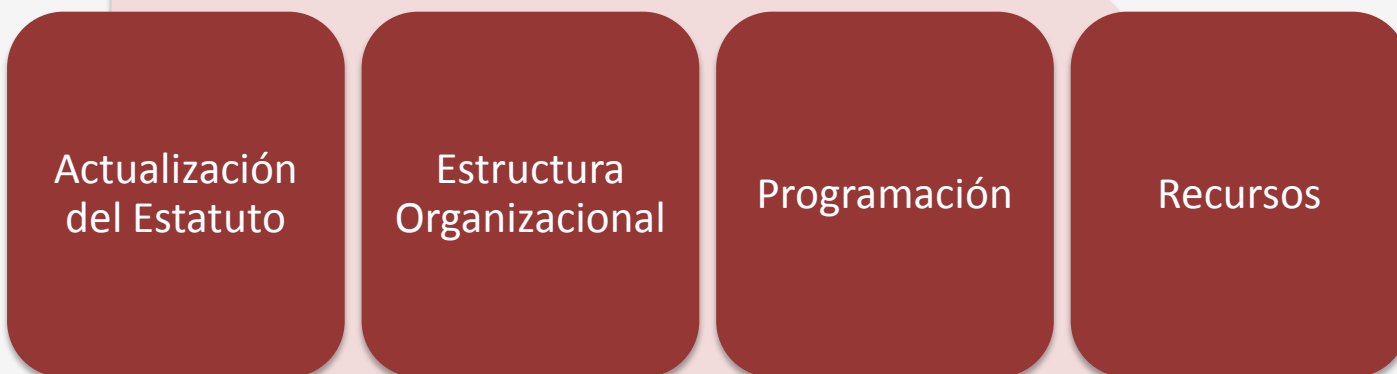 Actualización
del Estatuto
Estructura
Organizacional
Programación
Recursos